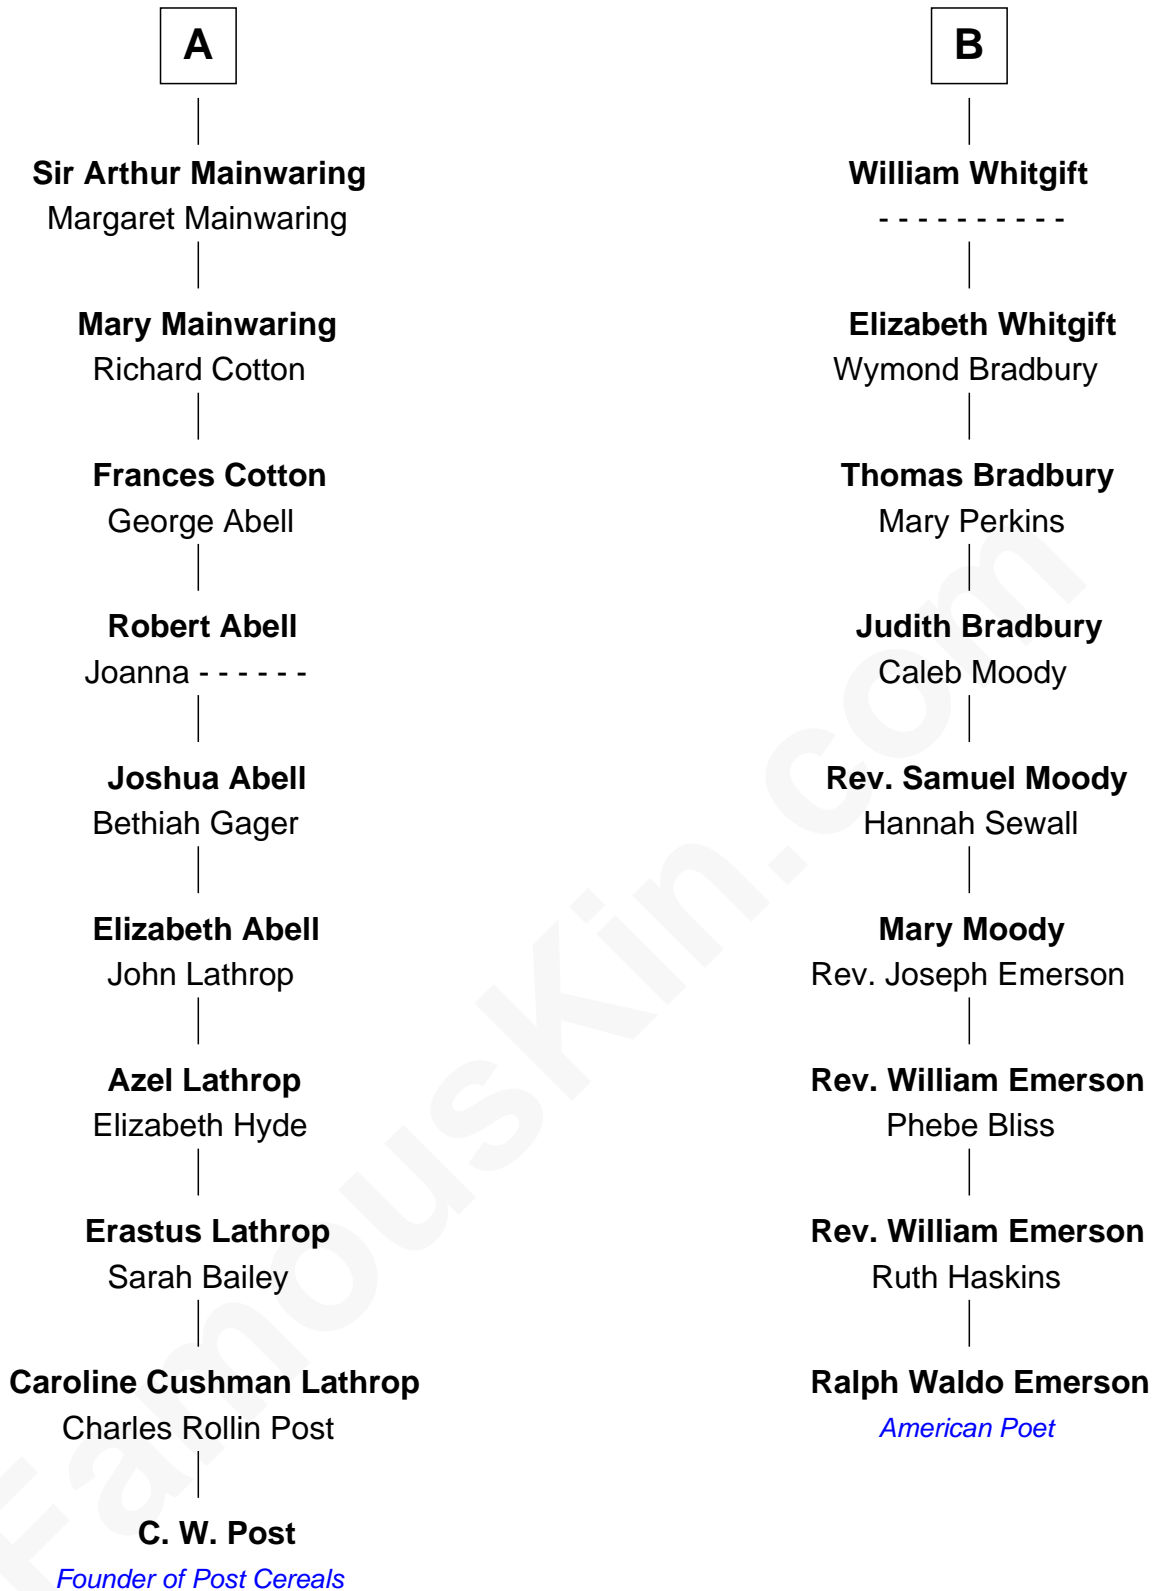 A
Sir Arthur Mainwaring
Margaret Mainwaring
Mary Mainwaring
Richard Cotton
Frances Cotton
George Abell
Robert Abell
Joanna - - - - - -
Joshua Abell
Bethiah Gager
Elizabeth Abell
John Lathrop
Azel Lathrop
Elizabeth Hyde
Erastus Lathrop
Sarah Bailey
Caroline Cushman Lathrop
Charles Rollin Post
C. W. Post
Founder of Post Cereals
B
William Whitgift
- - - - - - - - - -
Elizabeth Whitgift
Wymond Bradbury
Thomas Bradbury
Mary Perkins
Judith Bradbury
Caleb Moody
Rev. Samuel Moody
Hannah Sewall
Mary Moody
Rev. Joseph Emerson
Rev. William Emerson
Phebe Bliss
Rev. William Emerson
Ruth Haskins
Ralph Waldo Emerson
American Poet
FamousKin.com